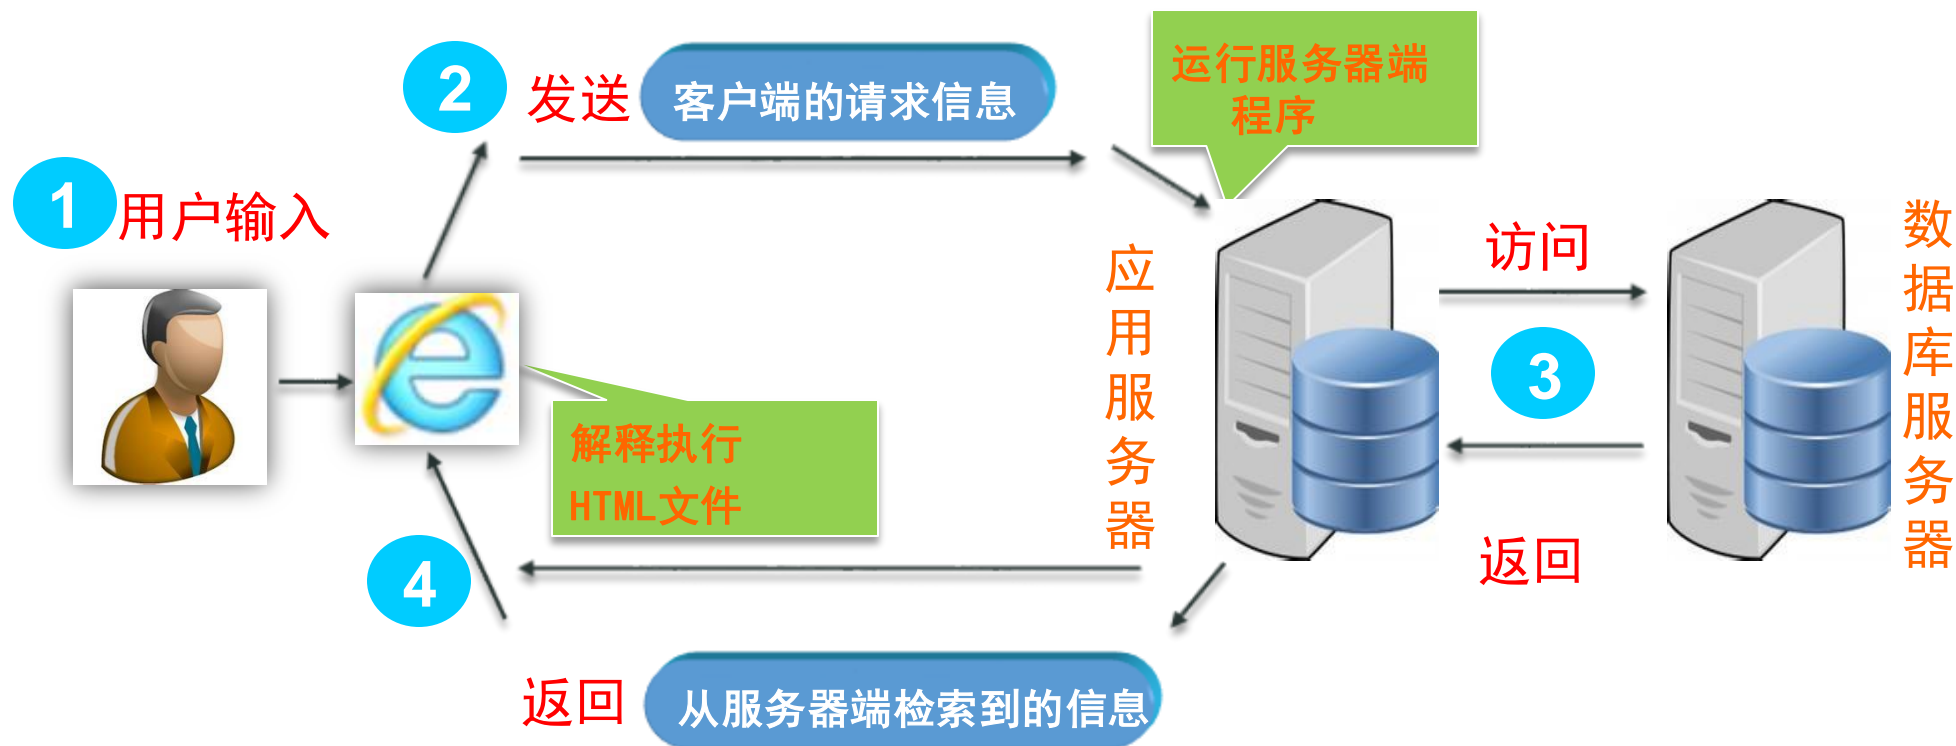 1
用户输入
2
发送
客户端的请求信息
运行服务器端
程序
应用服务器
访问
3
返回
数据库服务器
解释执行
HTML文件
4
返回
从服务器端检索到的信息